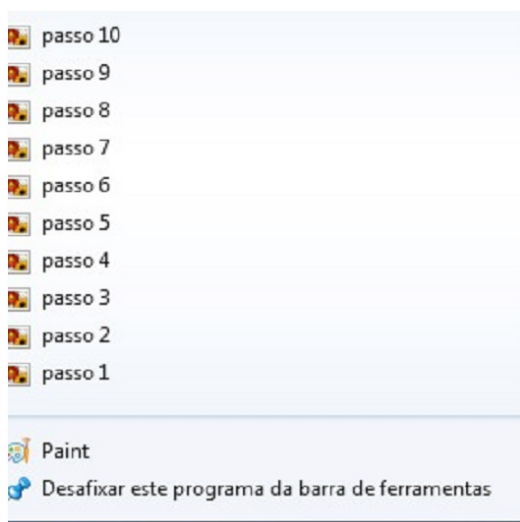 passo 10
passo 9
passo 8
passo 7
passo 6
passo 5
passo 4
passo 3
passo 2
passo 1
Paint
Desafixar este programa da barra de ferramentas